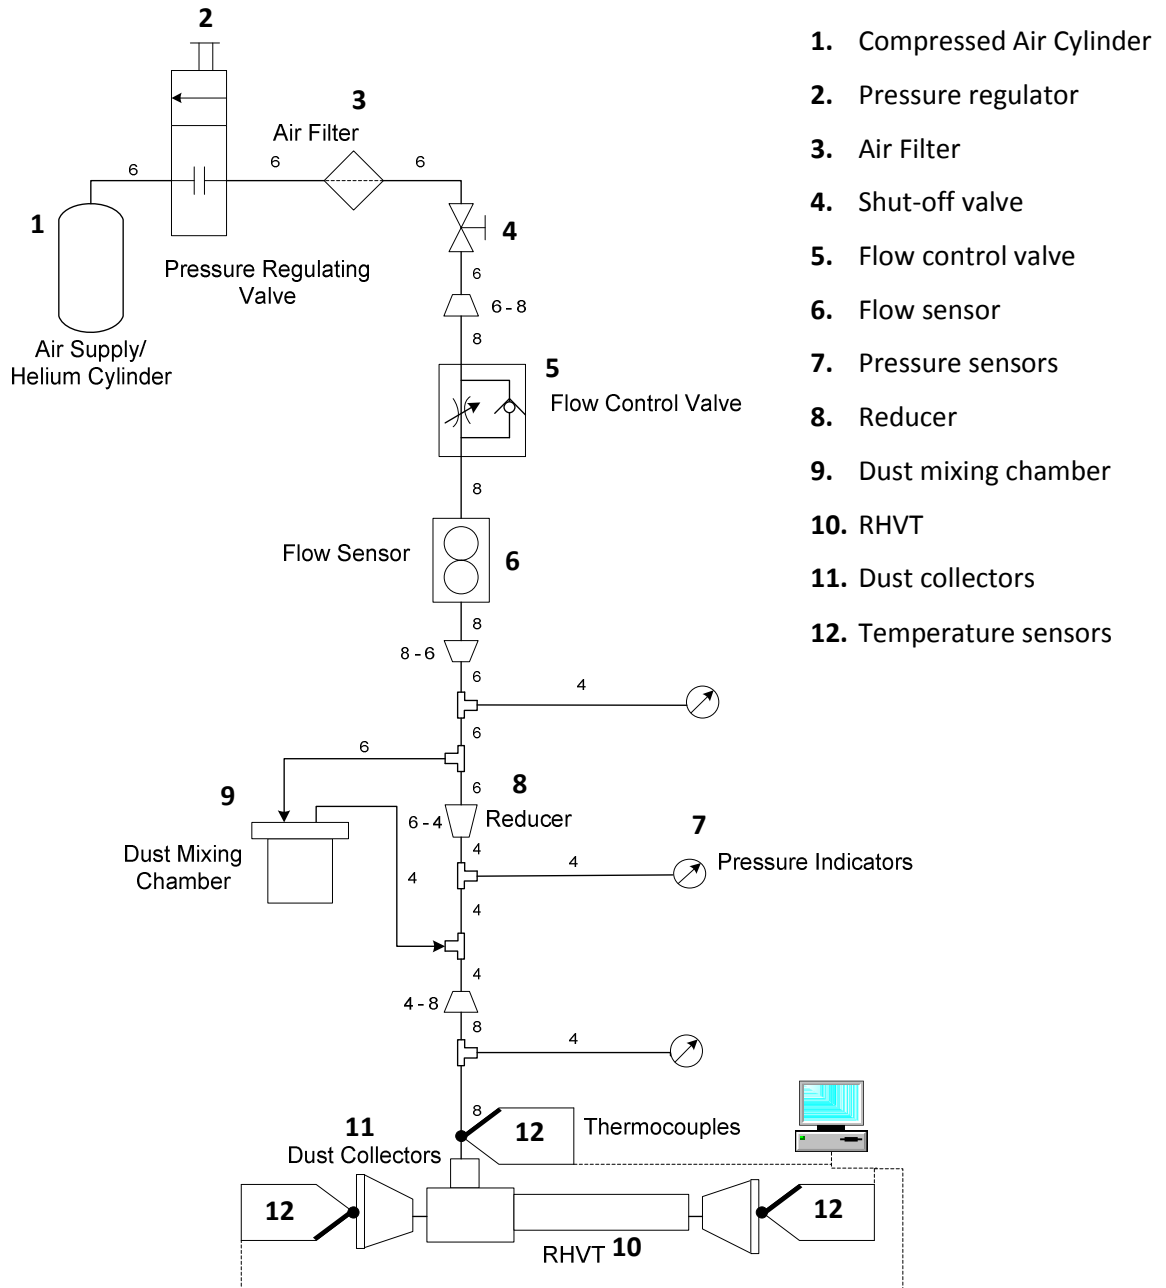 2
3
Air Filter
6
6
6
1
4
Pressure Regulating
Valve
6
6 - 8
Air Supply/
Helium Cylinder
8
5
Flow Control Valve
8
Flow Sensor
6
8
8 - 6
6
4
6
6
6
8
9
6 - 4
Reducer
7
4
4
Pressure Indicators
Dust Mixing
Chamber
4
4
4
4 - 8
8
4
8
12
Thermocouples
11
Dust Collectors
12
12
RHVT 10
1. Compressed Air Cylinder
2. Pressure regulator
3. Air Filter
4. Shut-off valve
5. Flow control valve
6. Flow sensor
7. Pressure sensors
8. Reducer
9. Dust mixing chamber
10. RHVT
11. Dust collectors
12. Temperature sensors